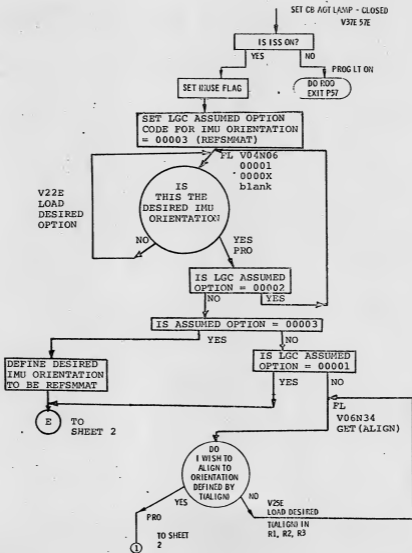 SET CB AOT LAMP - CLOSED
V37E 57E
IS ISS ON?
YES
NO
PROG LT ON
SET IMUSE FLAG
DO ROO
EXIT P57
SET LGC ASSUMED OPTION
CODE FOR IMU ORIENTATION
= 00003 (REFSMMAT)
FL V04N06
00001
0000X
blank
V22E
LOAD
DESIRED
OPTION
IS
THIS THE
DESIRED IMU
ORIENTATION
NO
YES
PRO
IS LGC ASSUMED
OPTION = 00002
NO
YES
IS ASSUMED OPTION = 00003
YES
NO
DEFINE DESIRED
IMU ORIENTATION
TO BE REFSMMAT
IS LGC ASSUMED
OPTION = 00001
YES
NO
E
TO
SHEET 2
FL
V06N34
GET(ALIGN)
DO
I WISH TO
ALIGN TO
ORIENTATION
DEFINED BY
T(ALIGN)
YES
NO
V25E
LOAD DESIRED
T(ALIGN) IN
R1, R2, R3
PRO
TO SHEET
2
1